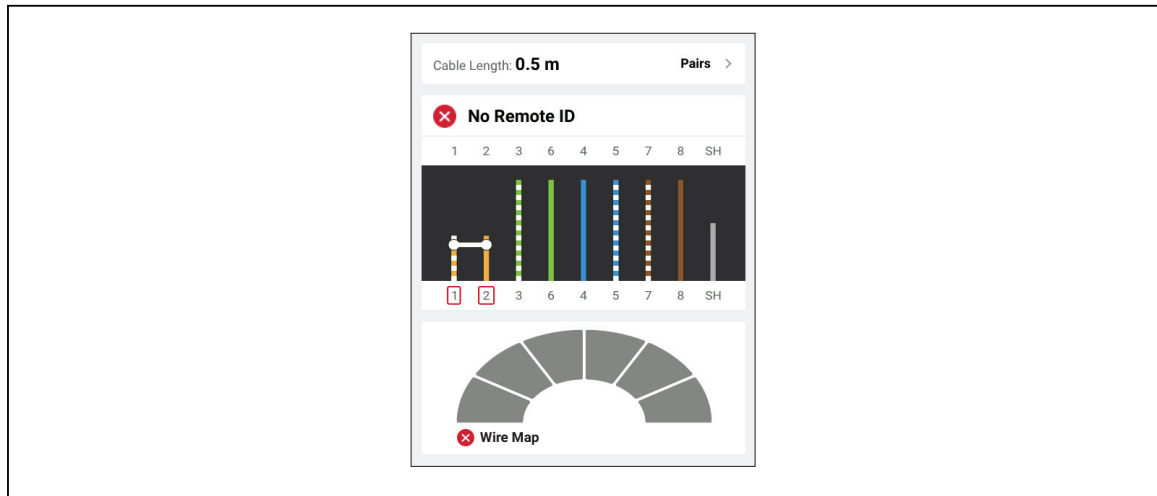 Cable Length: 0.5 m Pairs >
No Remote ID
1 2 3 6 4 5 7 8 SH
1 2 3 6 4 5 7 8 SH
Wire Map